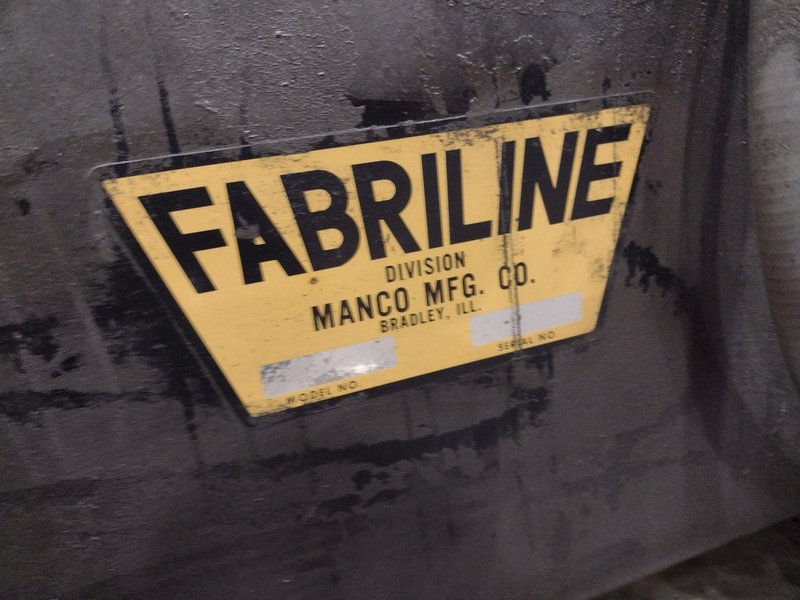 FABRILINE
DIVISION
MANCO MFG. CO.
BRADLEY, ILL.
MODEL NO.
SERIAL NO.